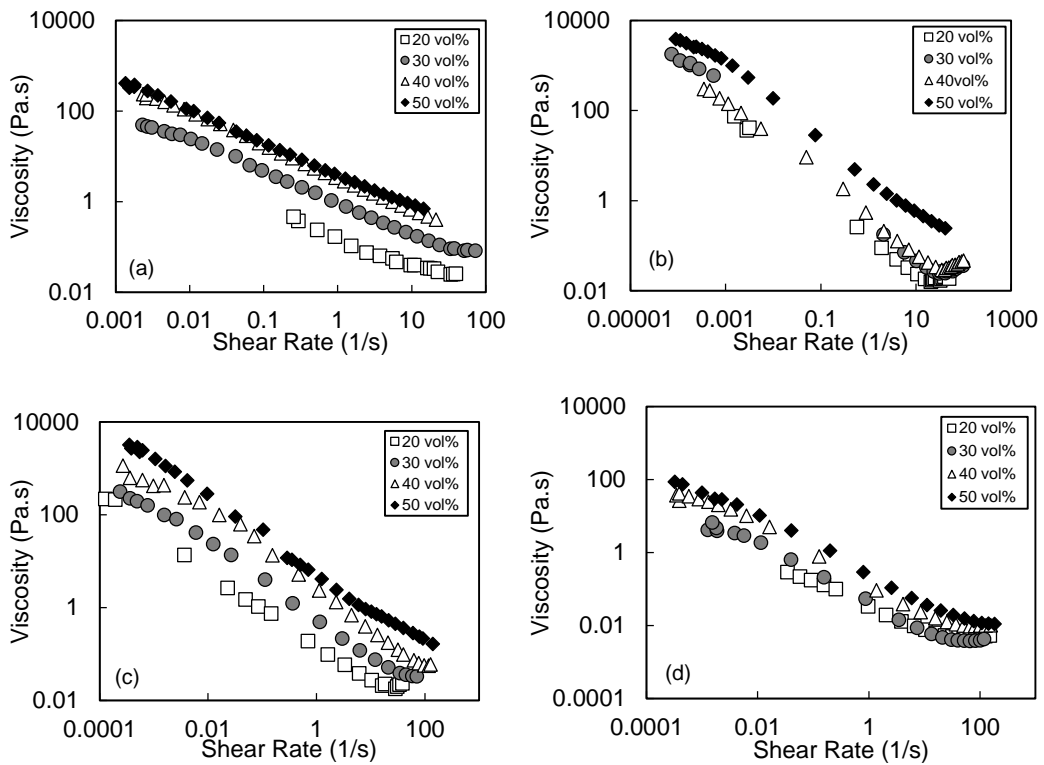 10000
100
1
0.01
Viscosity (Pa.s)
20 vol%
30 vol%
40 vol%
50 vol%
(a)
0.001
0.01
0.1
1
10
100
Shear Rate (1/s)
10000
100
1
0.01
Viscosity (Pa.s)
20 vol%
30 vol%
40vol%
50 vol%
(b)
0.00001
0.001
0.1
10
1000
Shear Rate (1/s)
10000
100
1
0.01
Viscosity (Pa.s)
20 vol%
30 vol%
40 vol%
50 vol%
(c)
0.0001
0.01
1
100
Shear Rate (1/s)
10000
100
1
0.01
0.0001
Viscosity (Pa.s)
20 vol%
30 vol%
40 vol%
50 vol%
(d)
0.0001
0.01
1
100
Shear Rate (1/s)